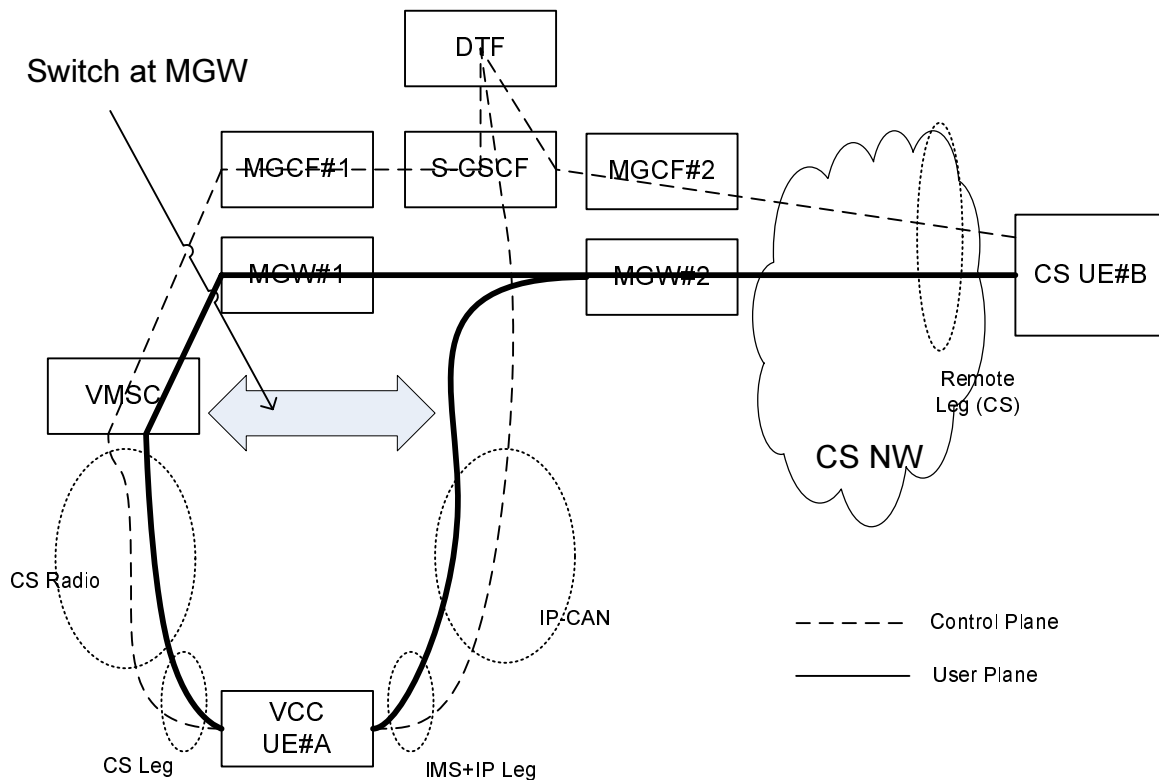 DTF
Switch at MGW
MGCF#1
S-CSCF
MGCF#2
MGW#1
MGW#2
CS UE#B
VMSC
Remote
Leg (CS)
CS NW
CS Radio
IP-CAN
Control Plane
User Plane
VCC
UE#A
CS Leg
IMS+IP Leg